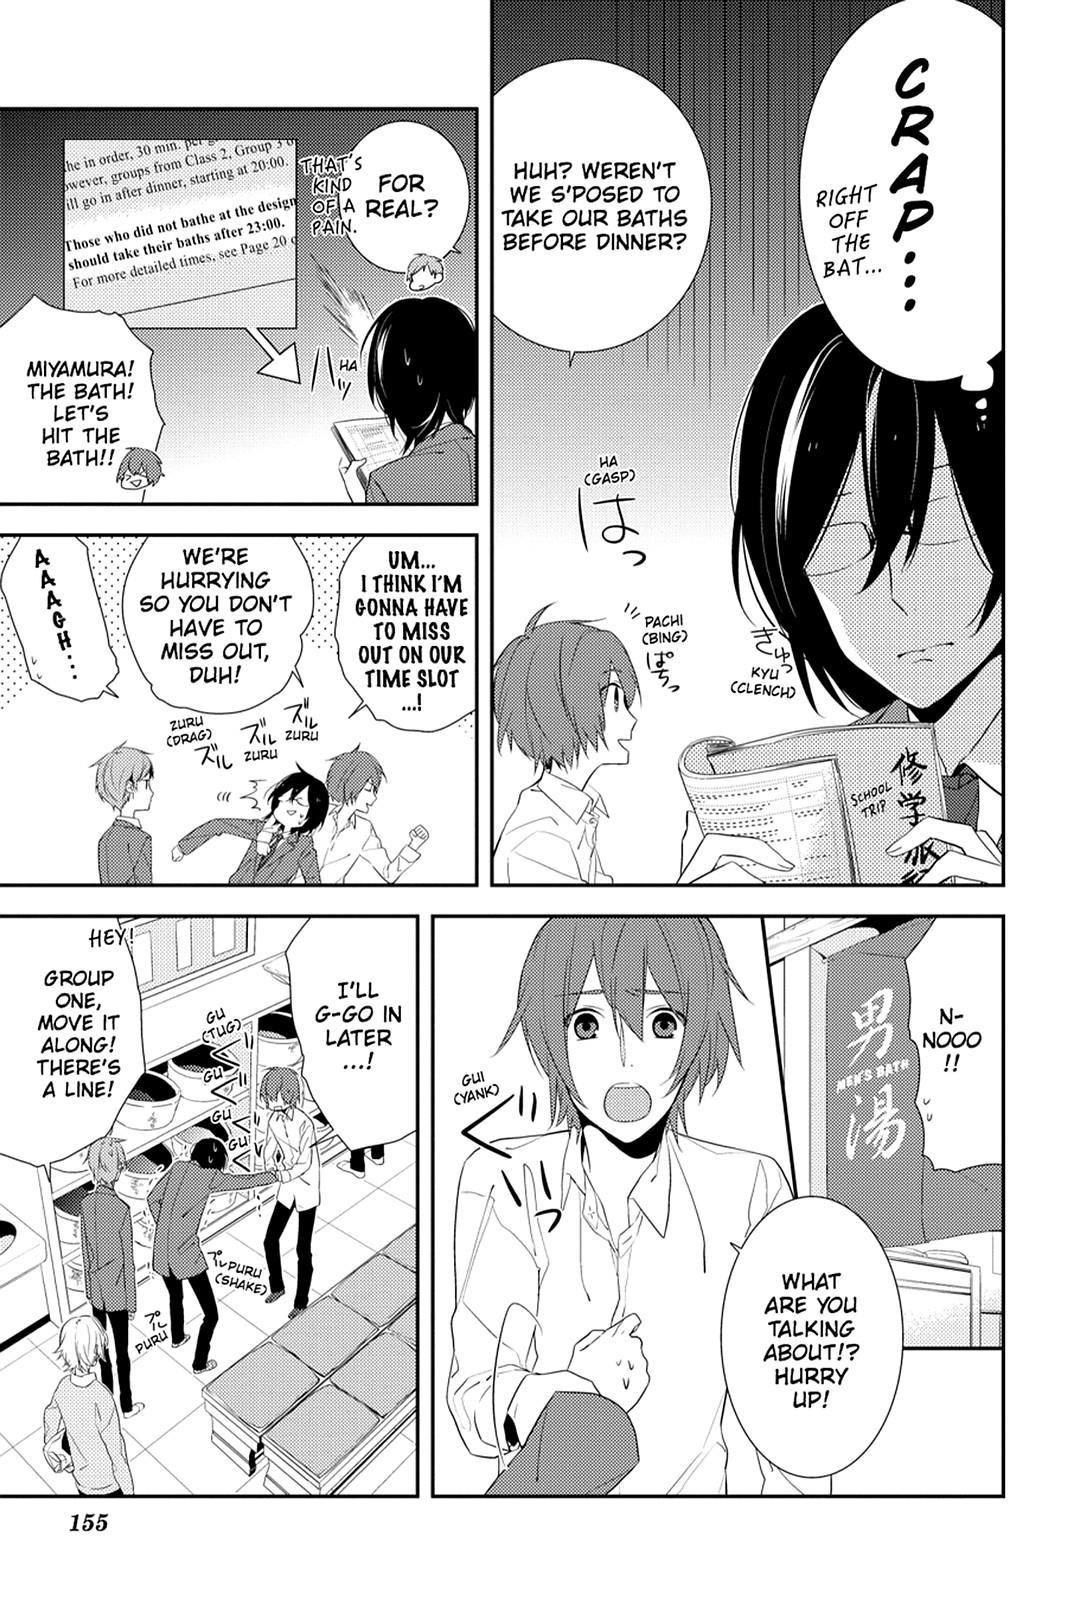 CRAP...
RIGHT
OFF
THE
BAT...
HUH? WEREN'T
WE S'POSED TO
TAKE OUR BATHS
BEFORE DINNER?
HA
(GASP)
はっ
PACHI
(BING)
ぱちっ
きゅっ
KYU
(CLENCH)
SCHOOL
TRIP
修学旅
FOR
REAL?
THAT'S
KIND
OF A
PAIN.
in order, 30 min. per
groups from Class 2, Group 3
go in after dinner, starting at 20:00.
Those who did not bathe at the
should take their baths after 23:00.
For more detailed times, see Page 20
HA
ハッ
MIYAMURA!
THE BATH!
LET'S
HIT THE
BATH!!
UM...
I THINK I'M
GONNA HAVE
TO MISS
OUT ON OUR
TIME SLOT
...!
WE'RE
HURRYING
SO YOU DON'T
HAVE TO
MISS OUT,
DUH!
AAAGH...
ズル
ZURU
ズル
ZURU
ZURU
(DRAG)
ズル
N-
NOOO
!!
男湯
MEN'S BATH
GUI
(YANK)
WHAT
ARE YOU
TALKING
ABOUT!?
HURRY
UP!
I'LL
G-GO IN
LATER
...!
HEY!
GROUP
ONE,
MOVE IT
ALONG!
THERE'S
A LINE!
GU
(TUG)
GU
GU
GU
プル
PURU
(SHAKE)
プル
PURU
155